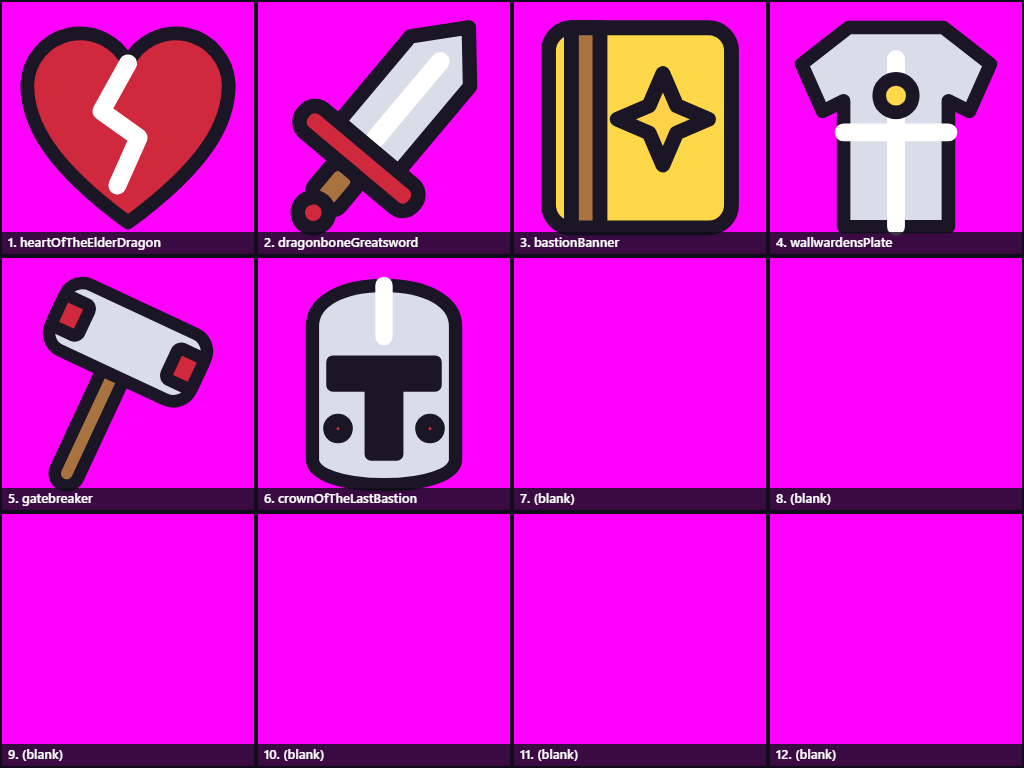 1. heartOfTheElderDragon
2. dragonboneGreatsword
3. bastionBanner
4. wallwardensPlate
5. gatebreaker
6. crownOfTheLastBastion
7. (blank)
8. (blank)
9. (blank)
10. (blank)
11. (blank)
12. (blank)